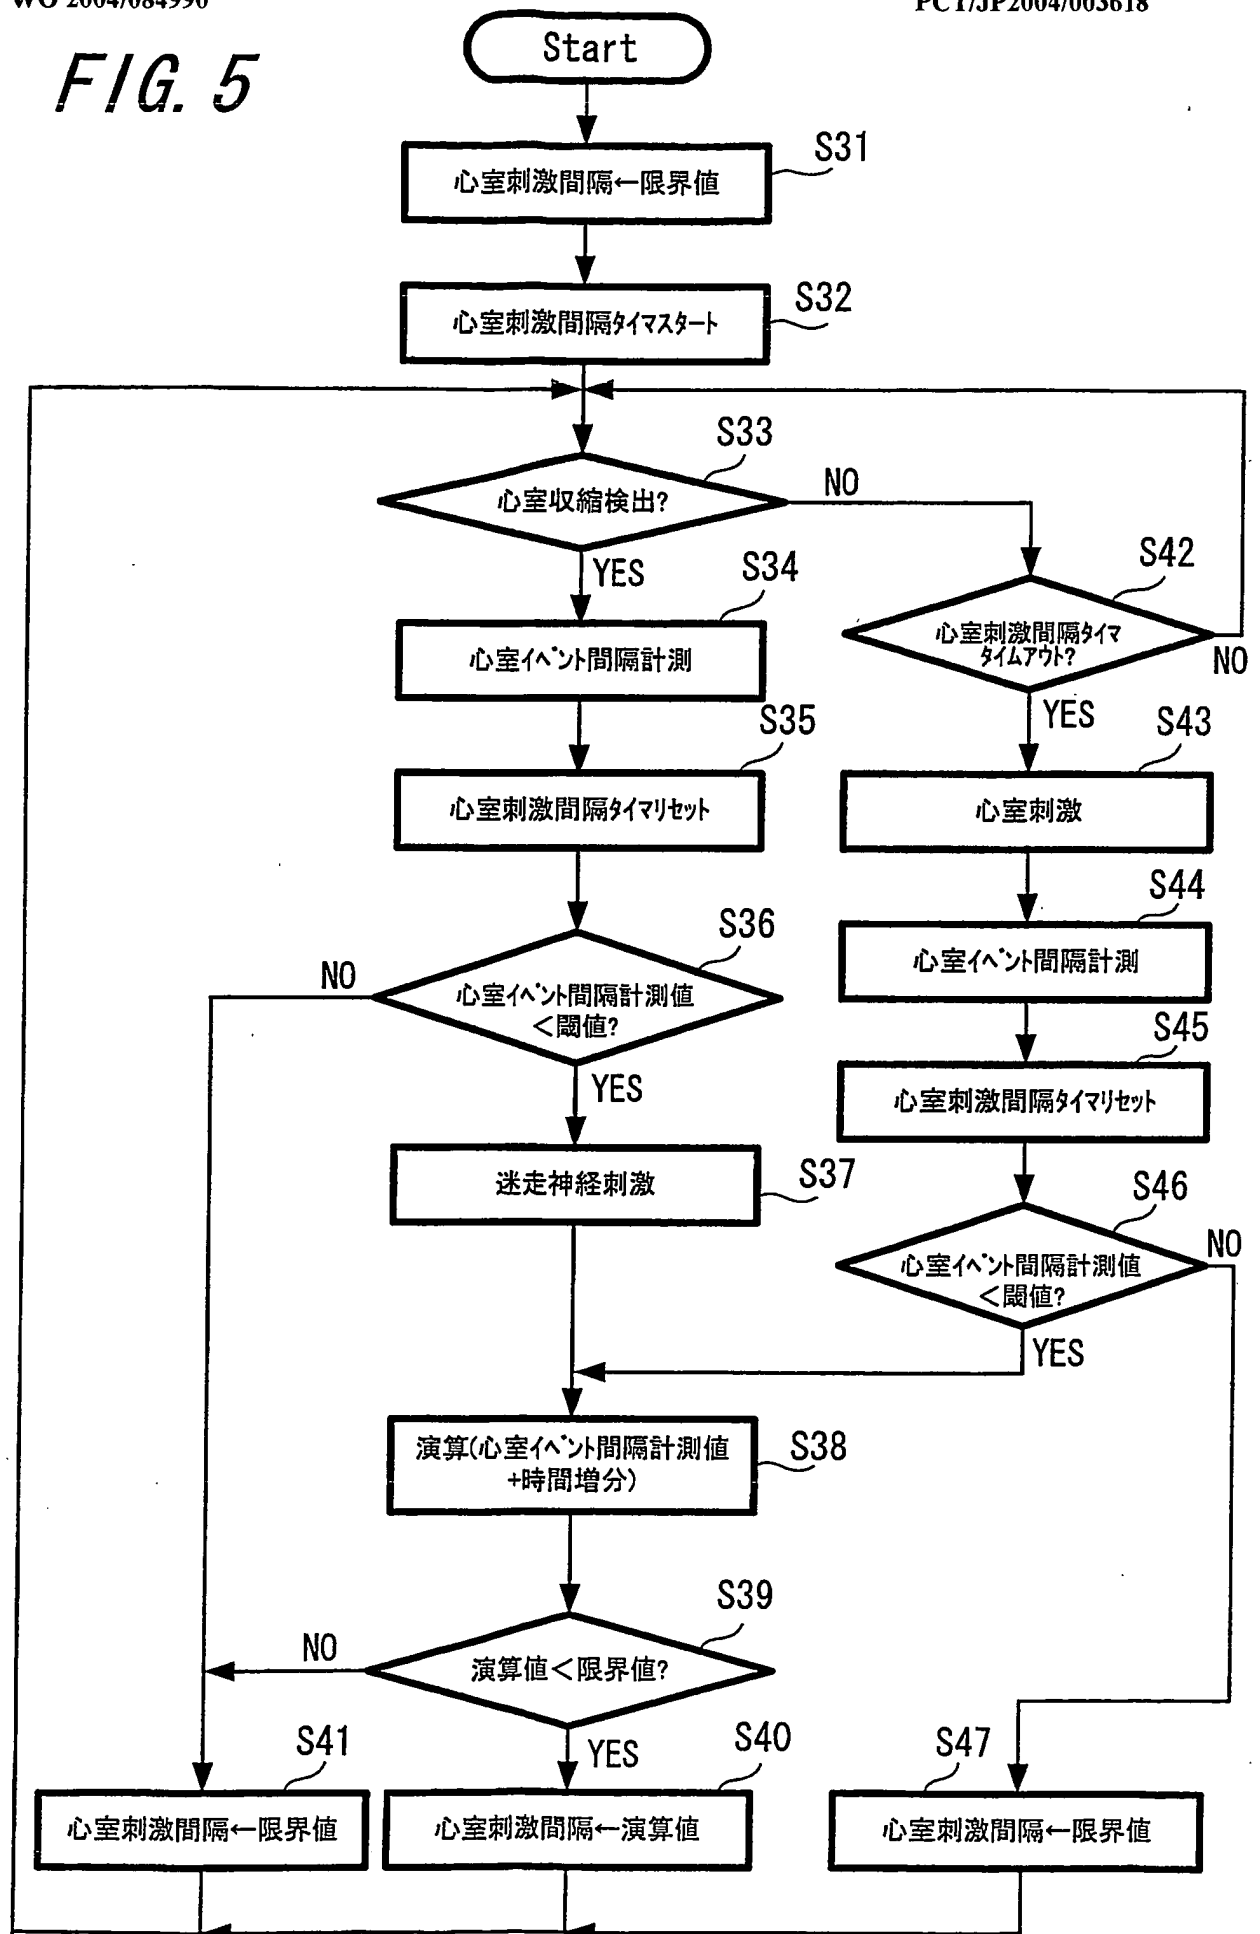 WO 2004/084990
PCT/JP2004/003618
FIG. 5
Start
S31
心室刺激間隔←限界値
S32
心室刺激間隔タイマスタート
S33
心室収縮検出?
NO
YES
S34
心室イベント間隔計測
S42
心室刺激間隔タイマ
タイムアウト?
NO
YES
S35
心室刺激間隔タイマリセット
S43
心室刺激
S36
心室イベント間隔計測値
<閾値?
NO
YES
S44
心室イベント間隔計測
S45
心室刺激間隔タイマリセット
S37
迷走神経刺激
S46
心室イベント間隔計測値
<閾値?
NO
YES
S38
演算(心室イベント間隔計測値
+時間増分)
S39
演算値<限界値?
NO
YES
S41
心室刺激間隔←限界値
S40
心室刺激間隔←演算値
S47
心室刺激間隔←限界値